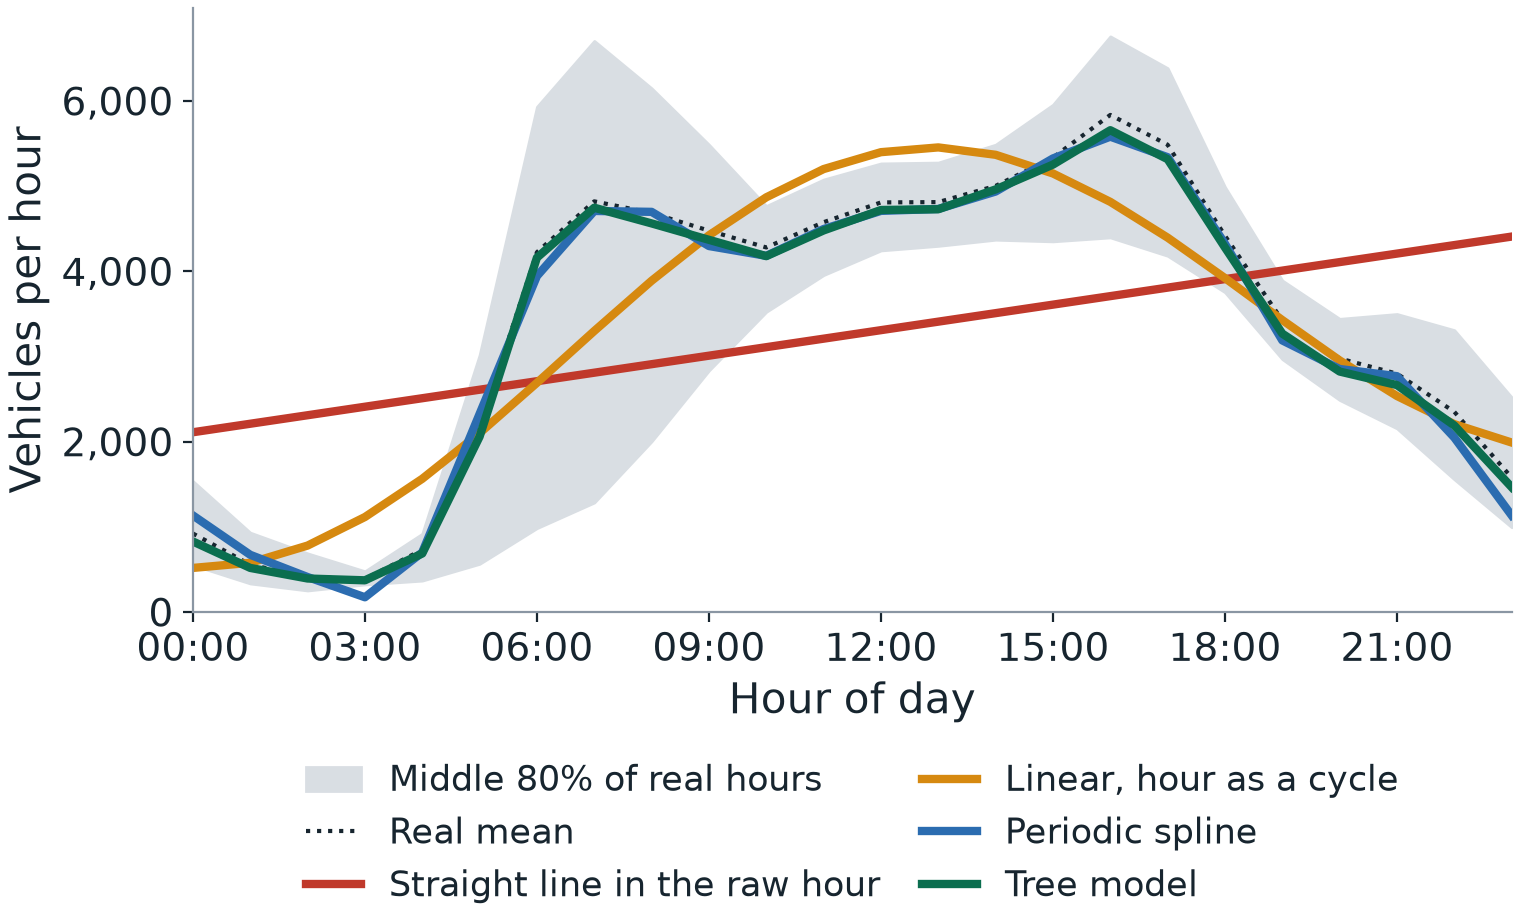 Vehicles per hour
6,000
4,000
2,000
0
00:00 03:00 06:00 09:00 12:00 15:00 18:00 21:00
Hour of day
Middle 80% of real hours
Real mean
Straight line in the raw hour
Linear, hour as a cycle
Periodic spline
Tree model